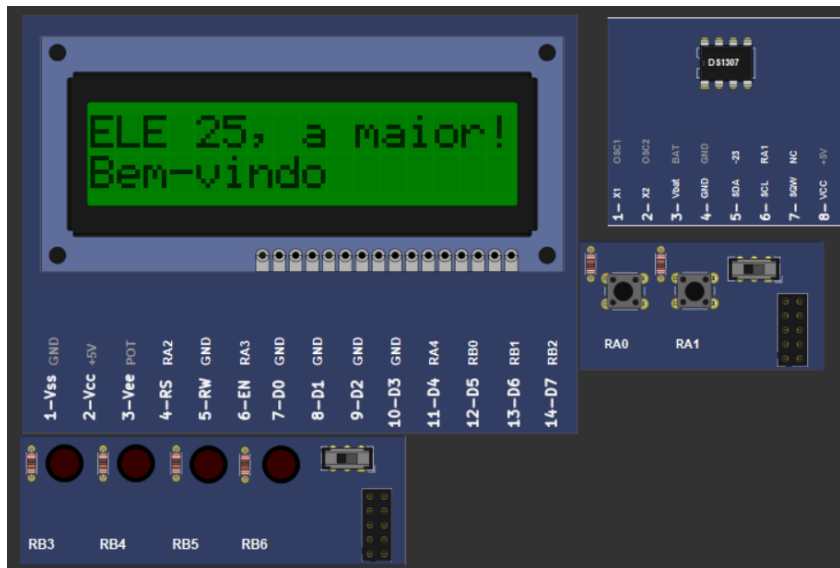 ELE 25, a maior!
Bem-vindo
1-Vss GND
2-Vcc +5V
3-Vee POT
4-RS RA2
5-RW GND
6-EN RA3
7-D0 GND
8-D1 GND
9-D2 GND
10-D3 GND
11-D4 RA4
12-D5 RB0
13-D6 RB1
14-D7 RB2
DS1307
1- X1 OSC1
2- X2 OSC2
3- Vbat BAT
4- GND GND
5- SDA -23
6- SCL RA1
7- SQW NC
8- VCC +5V
RA0
RA1
RB3
RB4
RB5
RB6